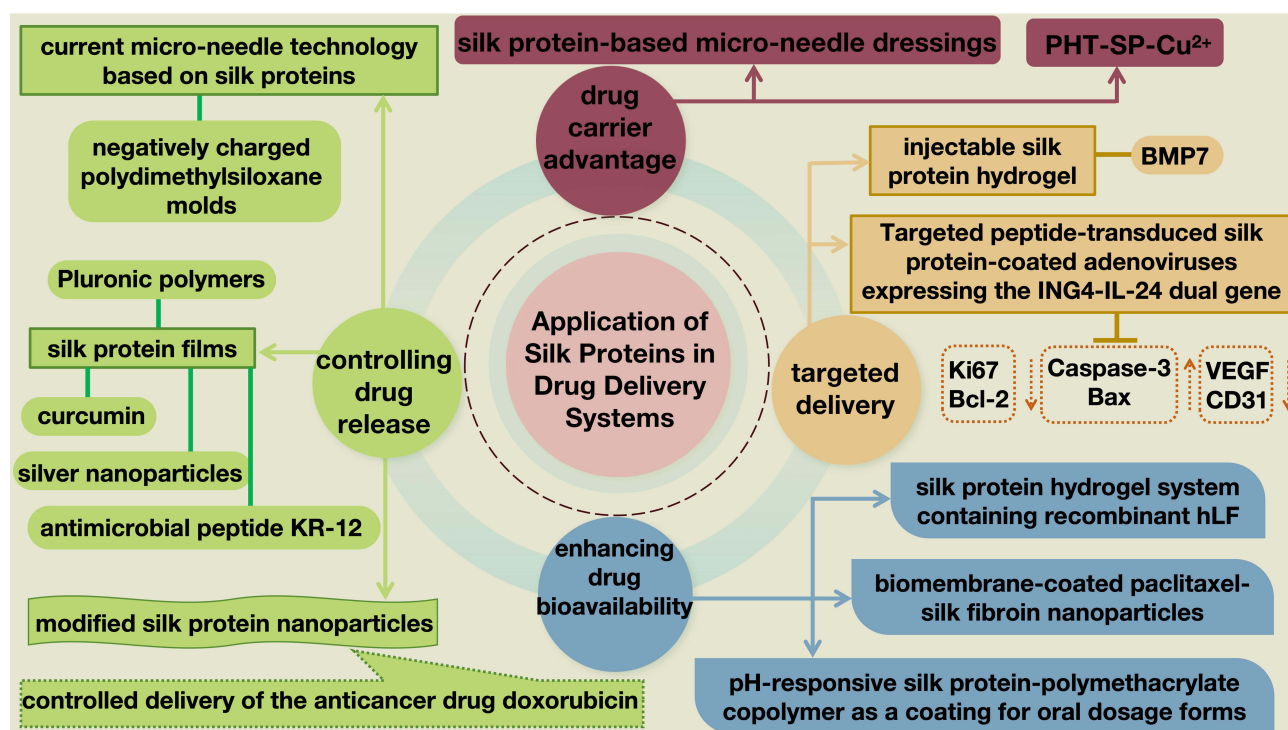 current micro-needle technology
based on silk proteins
negatively charged
polydimethylsiloxane
molds
Pluronic polymers
silk protein films
curcumin
silver nanoparticles
antimicrobial peptide KR-12
modified silk protein nanoparticles
controlled delivery of the anticancer drug doxorubicin
controlling
drug
release
silk protein-based micro-needle dressings
PHT-SP-Cu²⁺
drug
carrier
advantage
Application of
Silk Proteins in
Drug Delivery
Systems
injectable silk
protein hydrogel
BMP7
Targeted peptide-transduced silk
protein-coated adenoviruses
expressing the ING4-IL-24 dual gene
Ki67
Bcl-2
Caspase-3
Bax
VEGF
CD31
targeted
delivery
enhancing
drug
bioavailability
silk protein hydrogel system
containing recombinant hLF
biomembrane-coated paclitaxel-
silk fibroin nanoparticles
pH-responsive silk protein-polymethacrylate
copolymer as a coating for oral dosage forms